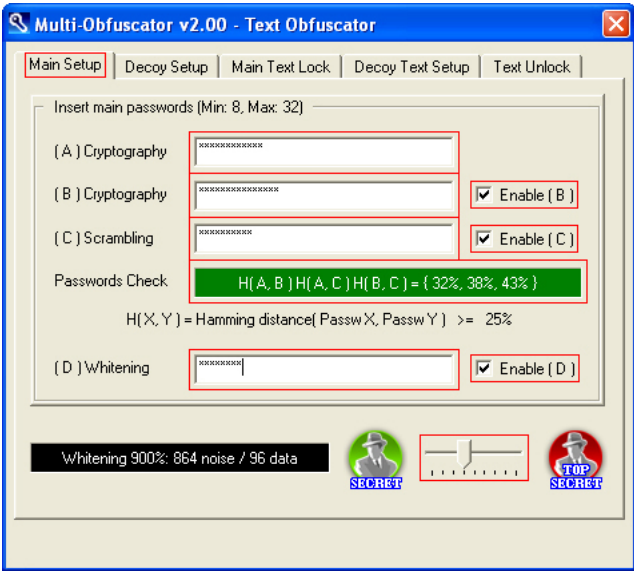 Multi-Obfuscator v2.00 - Text Obfuscator
Main Setup Decoy Setup Main Text Lock Decoy Text Setup Text Unlock
Insert main passwords (Min: 8, Max: 32)
( A ) Cryptography ************
( B ) Cryptography *************** Enable ( B )
( C ) Scrambling ********** Enable ( C )
Passwords Check H( A, B ) H( A, C ) H( B, C ) = { 32%, 38%, 43% }
H( X, Y ) = Hamming distance( Passw X, Passw Y ) >= 25%
( D ) Whitening ******** Enable ( D )
Whitening 900%: 864 noise / 96 data
SECRET
TOP
SECRET